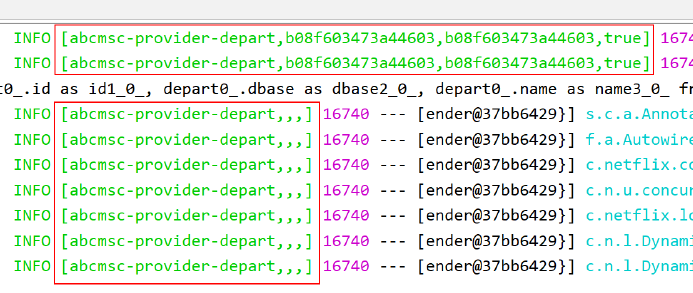 INFO [abcmsc-provider-depart,b08f603473a44603,b08f603473a44603,true] 1674
INFO [abcmsc-provider-depart,b08f603473a44603,b08f603473a44603,true] 1674
t0_.id as id1_0_, depart0_.dbase as dbase2_0_, depart0_.name as name3_0_ fr
INFO [abcmsc-provider-depart,,,] 16740 --- [ender@37bb6429}] s.c.a.Annota
INFO [abcmsc-provider-depart,,,] 16740 --- [ender@37bb6429}] f.a.Autowire
INFO [abcmsc-provider-depart,,,] 16740 --- [ender@37bb6429}] c.netflix.co
INFO [abcmsc-provider-depart,,,] 16740 --- [ender@37bb6429}] c.n.u.concur
INFO [abcmsc-provider-depart,,,] 16740 --- [ender@37bb6429}] c.netflix.lo
INFO [abcmsc-provider-depart,,,] 16740 --- [ender@37bb6429}] c.n.l.Dynami
INFO [abcmsc-provider-depart,,,] 16740 --- [ender@37bb6429}] c.n.l.Dynami